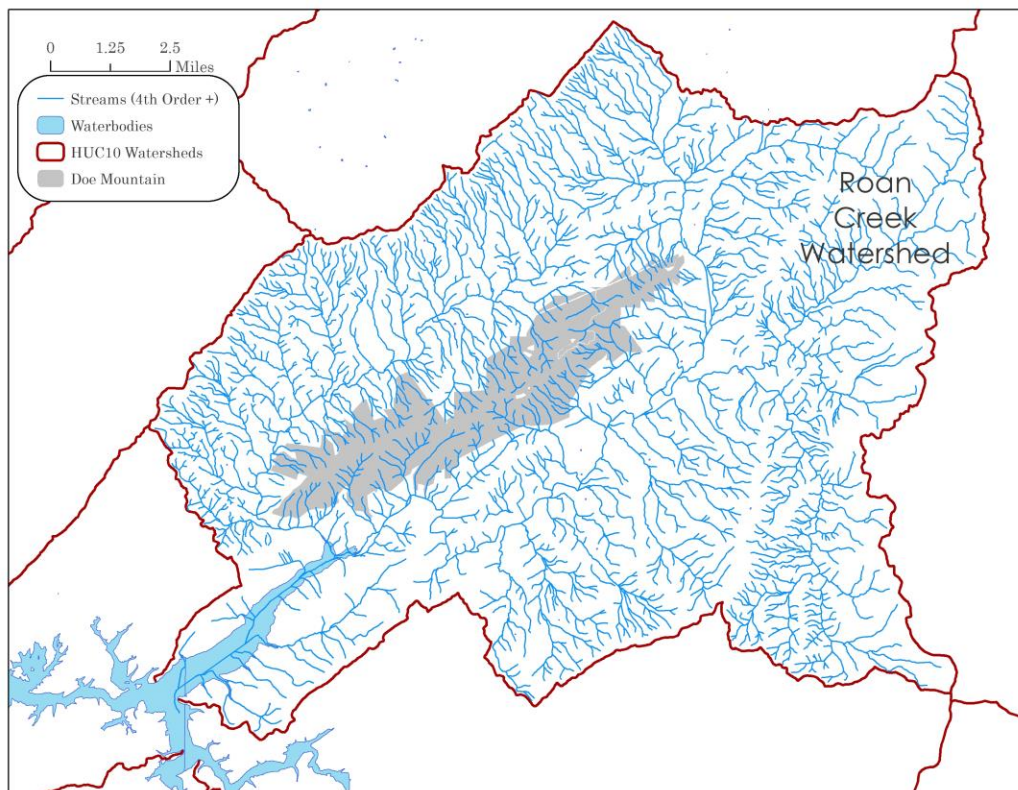 0 1.25 2.5
Miles
Streams (4th Order +)
Waterbodies
HUC10 Watersheds
Doe Mountain
Roan
Creek
Watershed